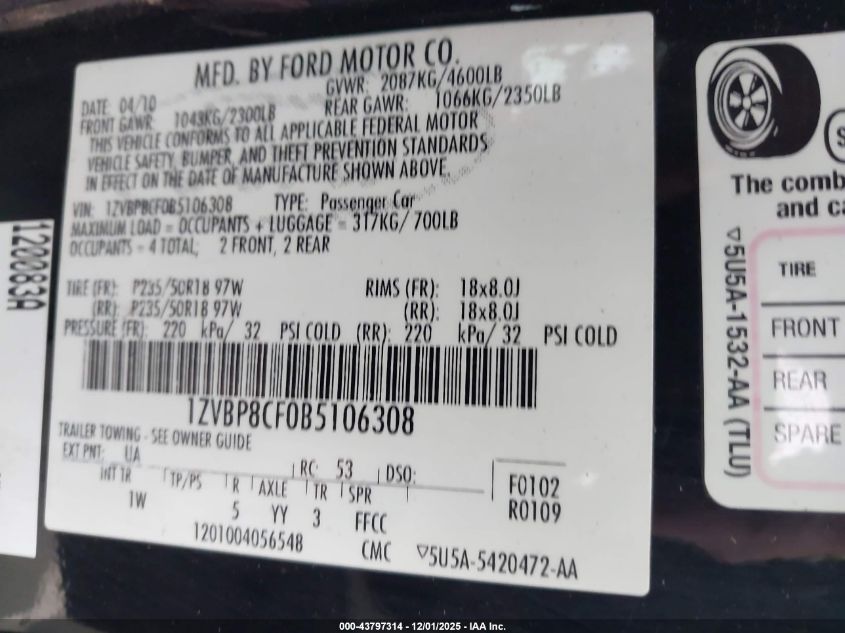 MFD. BY FORD MOTOR CO.
DATE: 04/10 GVWR: 2087KG/4600LB
FRONT GAWR: 1043KG/2300LB REAR GAWR: 1066KG/2350LB
THIS VEHICLE CONFORMS TO ALL APPLICABLE FEDERAL MOTOR
VEHICLE SAFETY, BUMPER, AND THEFT PREVENTION STANDARDS
IN EFFECT ON THE DATE OF MANUFACTURE SHOWN ABOVE.
VIN: 1ZVBP8CF0B5106308 TYPE: Passenger Car
MAXIMUM LOAD = OCCUPANTS + LUGGAGE = 317KG/ 700LB
OCCUPANTS = 4 TOTAL; 2 FRONT, 2 REAR
TIRE (FR): P235/50R18 97W RIMS (FR): 18x8.0J
(RR): P235/50R18 97W (RR): 18x8.0J
PRESSURE (FR): 220 kPa/ 32 PSI COLD (RR): 220 kPa/ 32 PSI COLD
1ZVBP8CF0B5106308
TRAILER TOWING - SEE OWNER GUIDE
EXT PNT: UA RC: 53 DSO:
INT TR TP/PS R AXLE TR SPR F0102
1W 5 YY 3 FFCC R0109
1201004056548 CMC ▽5U5A-5420472-AA
120083A
The comb
and ca
TIRE
FRONT
REAR
SPARE
▽5U5A-1532-AA (TLU)
000-43797314 - 12/01/2025 - IAA Inc.